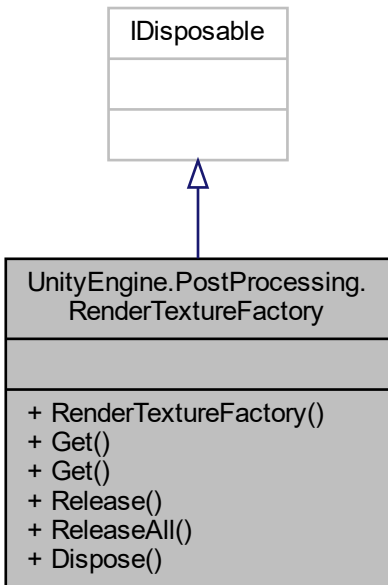 IDisposable
UnityEngine.PostProcessing.
RenderTextureFactory
+ RenderTextureFactory()
+ Get()
+ Get()
+ Release()
+ ReleaseAll()
+ Dispose()